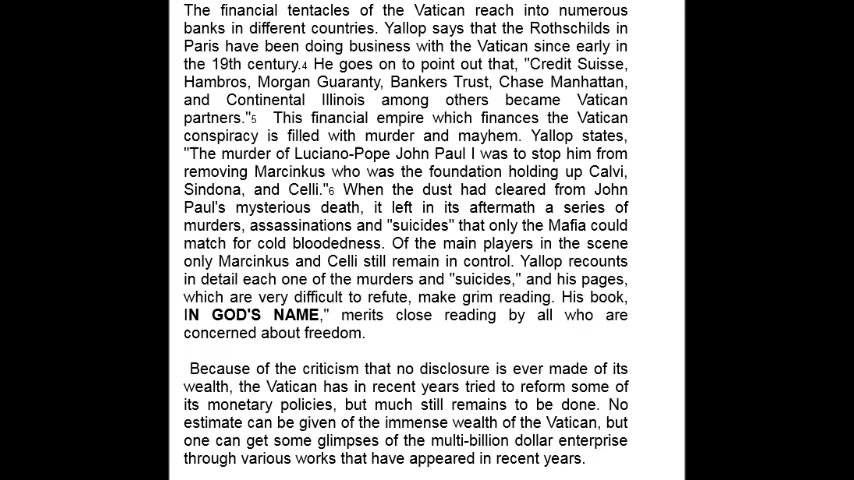 The financial tentacles of the Vatican reach into numerous
banks in different countries. Yallop says that the Rothschilds in
Paris have been doing business with the Vatican since early in
the 19th century.4 He goes on to point out that, "Credit Suisse,
Hambros, Morgan Guaranty, Bankers Trust, Chase Manhattan,
and Continental Illinois among others became Vatican
partners."5 This financial empire which finances the Vatican
conspiracy is filled with murder and mayhem. Yallop states,
"The murder of Luciano-Pope John Paul I was to stop him from
removing Marcinkus who was the foundation holding up Calvi,
Sindona, and Celli."6 When the dust had cleared from John
Paul's mysterious death, it left in its aftermath a series of
murders, assassinations and "suicides" that only the Mafia could
match for cold bloodedness. Of the main players in the scene
only Marcinkus and Celli still remain in control. Yallop recounts
in detail each one of the murders and "suicides," and his pages,
which are very difficult to refute, make grim reading. His book,
IN GOD'S NAME," merits close reading by all who are
concerned about freedom.
Because of the criticism that no disclosure is ever made of its
wealth, the Vatican has in recent years tried to reform some of
its monetary policies, but much still remains to be done. No
estimate can be given of the immense wealth of the Vatican, but
one can get some glimpses of the multi-billion dollar enterprise
through various works that have appeared in recent years.